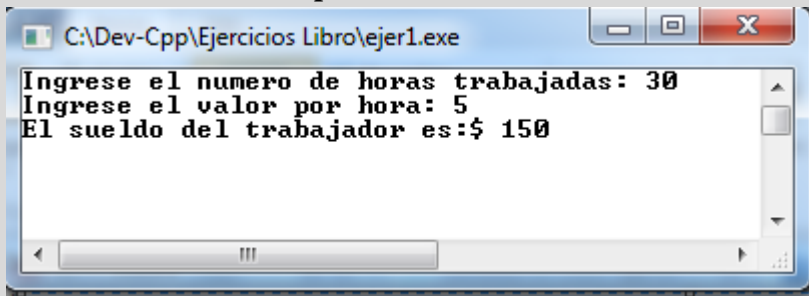 C:\Dev-Cpp\Ejercicios Libro\ejer1.exe
Ingrese el numero de horas trabajadas: 30
Ingrese el valor por hora: 5
El sueldo del trabajador es:$ 150